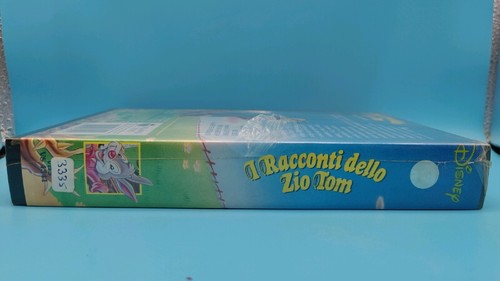 I Racconti dello
Zio Tom
3335
DISNEY